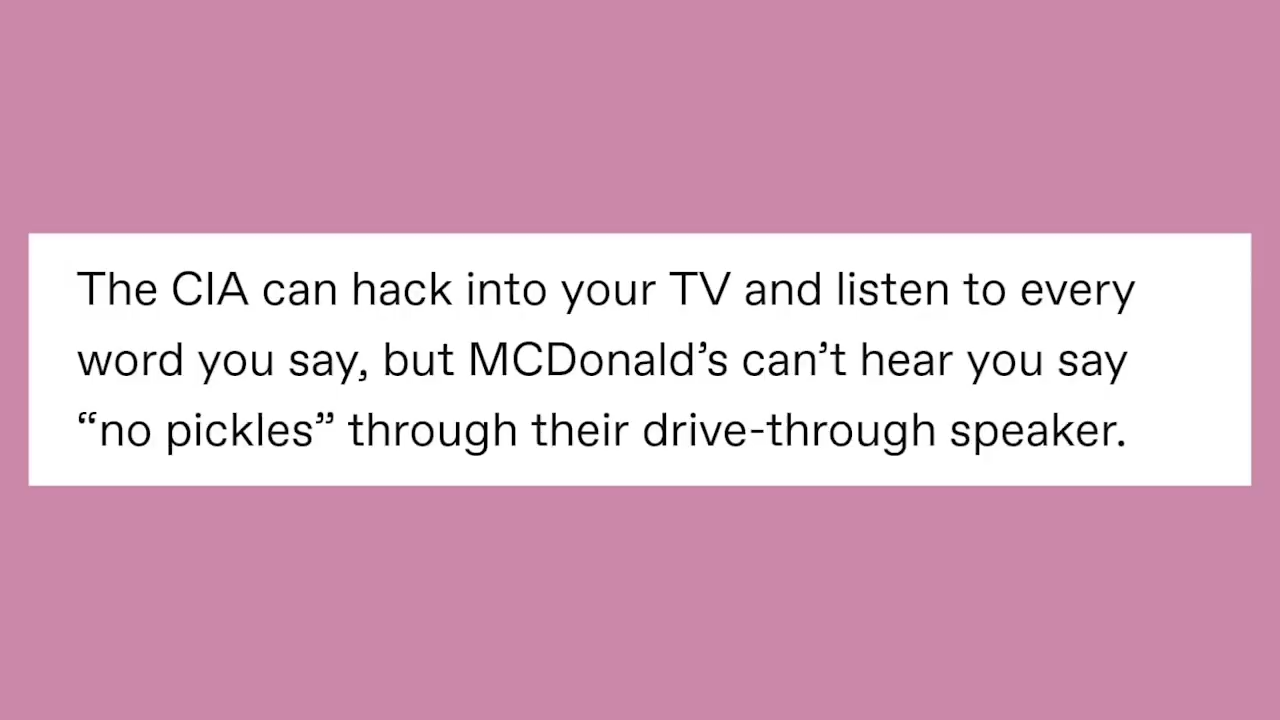 The CIA can hack into your TV and listen to every
word you say, but MCDonald’s can’t hear you say
“no pickles” through their drive-through speaker.